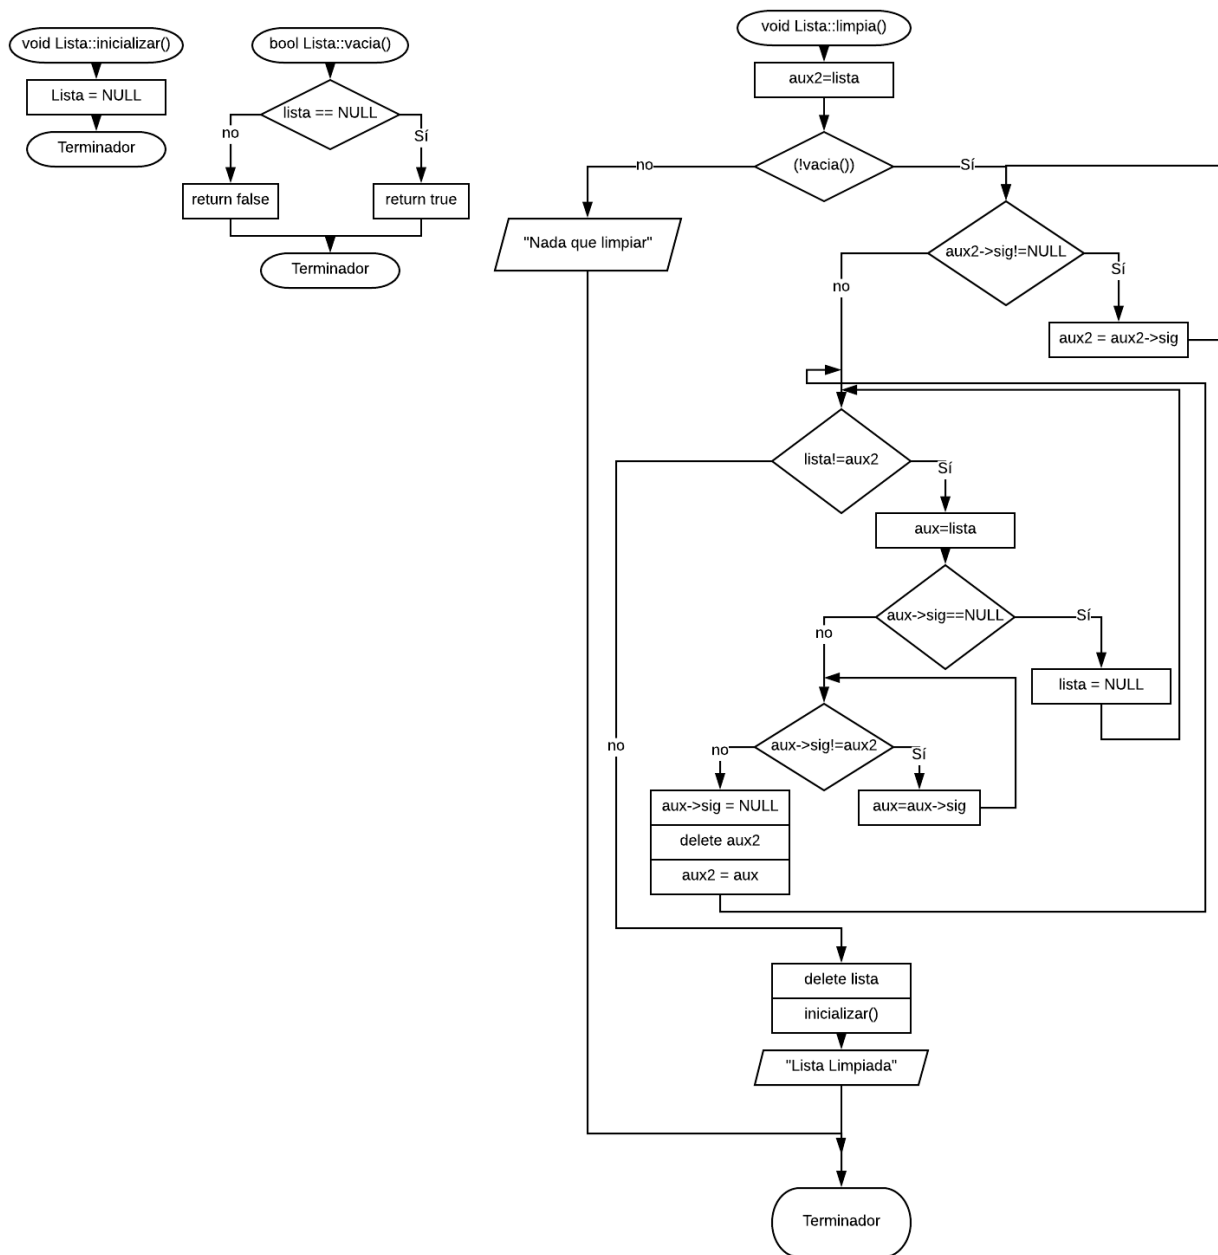 void Lista::inicializar()
Lista = NULL
Terminador
bool Lista::vacia()
lista == NULL
no
Sí
return false
return true
Terminador
void Lista::limpia()
aux2=lista
(!vacia())
no
Sí
"Nada que limpiar"
aux2->sig!=NULL
no
Sí
aux2 = aux2->sig
lista!=aux2
no
Sí
aux=lista
aux->sig==NULL
no
Sí
lista = NULL
aux->sig!=aux2
no
Sí
aux->sig = NULL
delete aux2
aux2 = aux
aux=aux->sig
delete lista
inicializar()
"Lista Limpiada"
Terminador